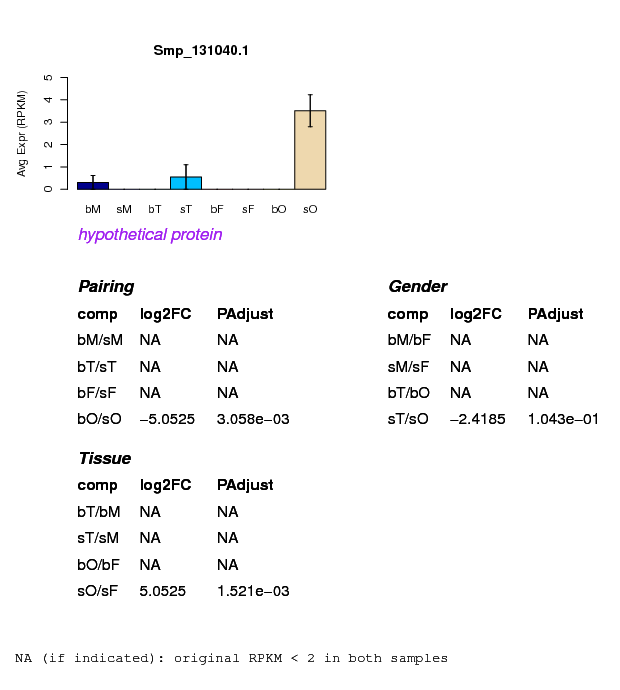 Smp_131040.1
Avg Expr (RPKM)
5
4
3
2
1
0
bM sM bT sT bF sF bO sO
hypothetical protein
Pairing
comp log2FC PAdjust
bM/sM NA NA
bT/sT NA NA
bF/sF NA NA
bO/sO −5.0525 3.058e−03
Gender
comp log2FC PAdjust
bM/bF NA NA
sM/sF NA NA
bT/bO NA NA
sT/sO −2.4185 1.043e−01
Tissue
comp log2FC PAdjust
bT/bM NA NA
sT/sM NA NA
bO/bF NA NA
sO/sF 5.0525 1.521e−03
NA (if indicated): original RPKM < 2 in both samples